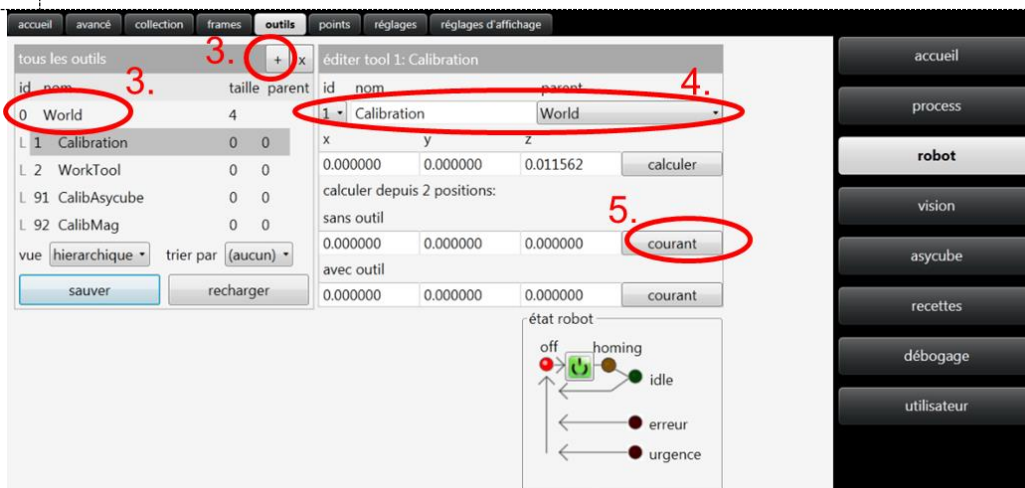 accueil avancé collection frames outils points réglages réglages d'affichage
tous les outils 3. + x
id nom 3. taille parent
0 World 4
L 1 Calibration 0 0
L 2 WorkTool 0 0
L 91 CalibAsycube 0 0
L 92 CalibMag 0 0
vue hierarchique trier par (aucun)
sauver recharger
éditer tool 1: Calibration
id nom parent 4.
1 Calibration World
x y z
0.000000 0.000000 0.011562 calculer
calculer depuis 2 positions:
sans outil 5.
0.000000 0.000000 0.000000 courant
avec outil
0.000000 0.000000 0.000000 courant
état robot
off homing
idle
erreur
urgence
accueil
process
robot
vision
asycube
recettes
débogage
utilisateur